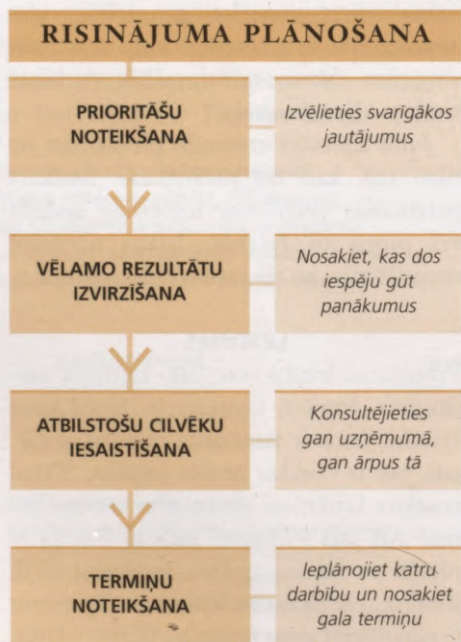 RISINĀJUMA PLĀNOŠANA
PRIORITĀŠU
NOTEIKŠANA
Izvēlieties svarīgākos
jautājumus
VĒLAMO REZULTĀTU
IZVIRZĪŠANA
Nosakiet, kas dos
iespēju gūt
panākumus
ATBILSTOŠU CILVĒKU
IESAISTĪŠANA
Konsultējieties
gan uzņēmumā,
gan ārpus tā
TERMIŅU
NOTEIKŠANA
Ieplānojiet katru
darbību un nosakiet
gala termiņu